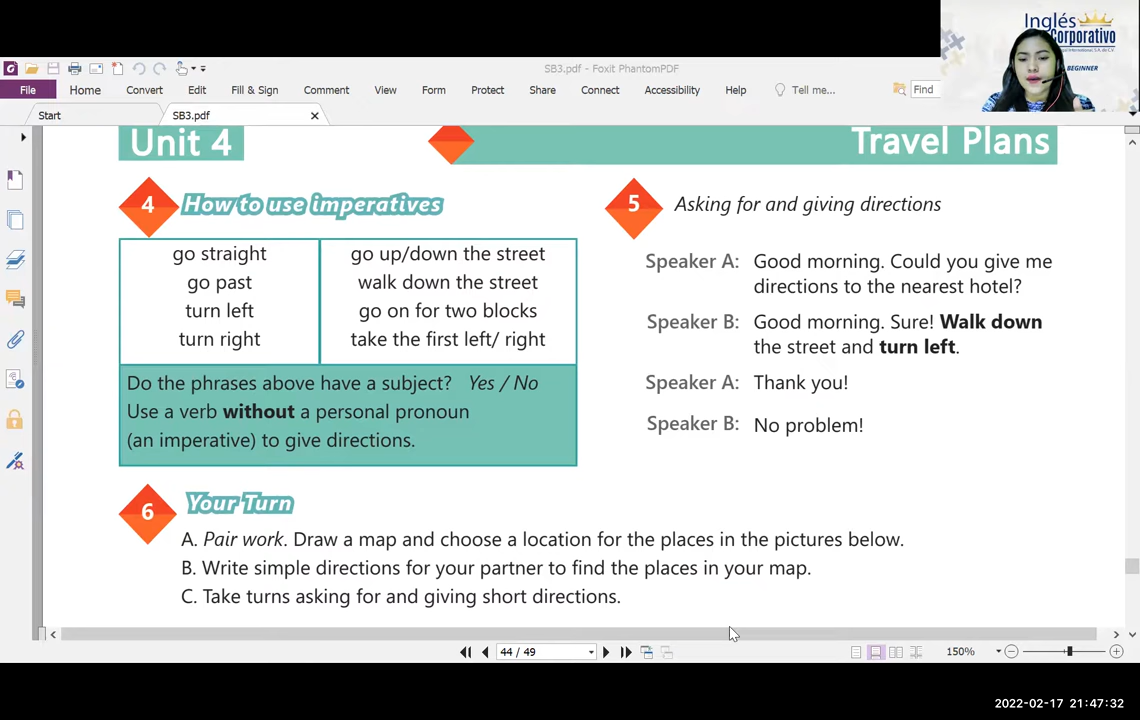 Inglés
Corporativo
BEGINNER
SB3.pdf - Foxit PhantomPDF
File Home Convert Edit Fill & Sign Comment View Form Protect Share Connect Accessibility Help Tell me... Find
Start SB3.pdf
Unit 4 Travel Plans
4 How to use imperatives
go straight
go past
turn left
turn right
go up/down the street
walk down the street
go on for two blocks
take the first left/ right
Do the phrases above have a subject? Yes / No
Use a verb without a personal pronoun
(an imperative) to give directions.
5 Asking for and giving directions
Speaker A: Good morning. Could you give me
directions to the nearest hotel?
Speaker B: Good morning. Sure! Walk down
the street and turn left.
Speaker A: Thank you!
Speaker B: No problem!
6 Your Turn
A. Pair work. Draw a map and choose a location for the places in the pictures below.
B. Write simple directions for your partner to find the places in your map.
C. Take turns asking for and giving short directions.
44 / 49
150%
2022-02-17 21:47:32